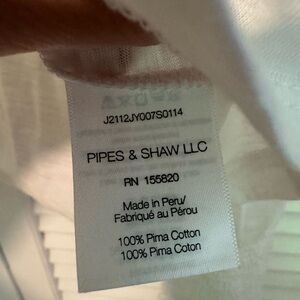 J2112JY007S0114
PIPES & SHAW LLC
RN 155820
Made in Peru/
Fabriqué au Pérou
100% Pima Cotton
100% Pima Coton